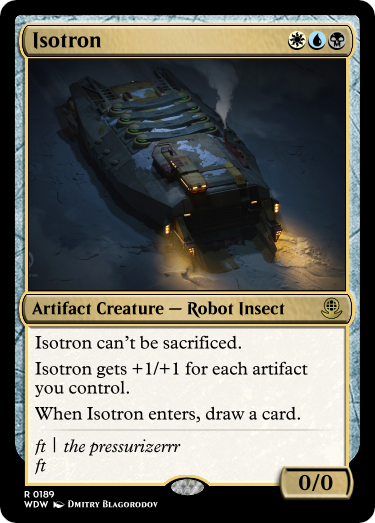 Isotron
Artifact Creature — Robot Insect
Isotron can't be sacrificed.
Isotron gets +1/+1 for each artifact
you control.
When Isotron enters, draw a card.
ft | the pressurizerrr
ft
0/0
R 0189
WDW Dmitry Blagorodov